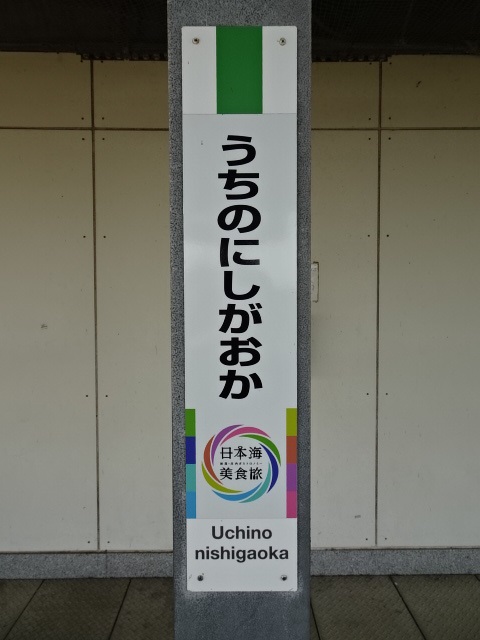 うちのにしがおか
日本海
美食旅
Uchino
nishigaoka